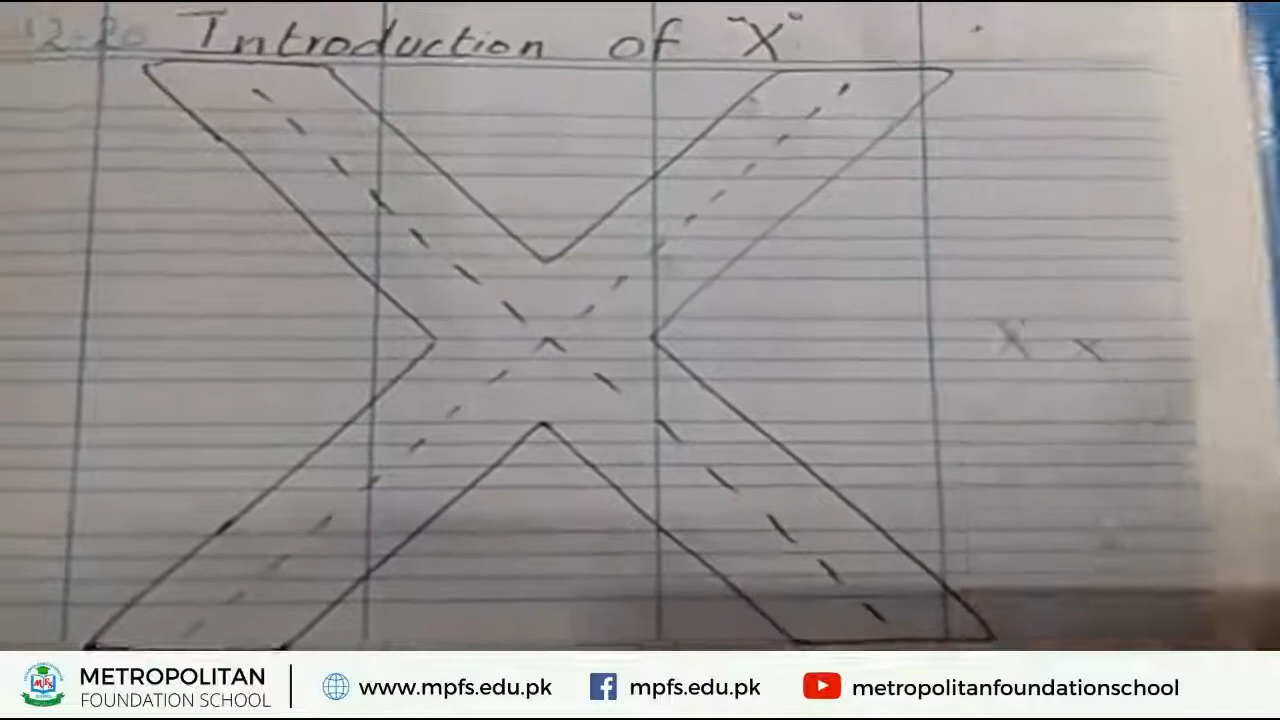 Introduction of "X"
X x
METROPOLITAN
FOUNDATION SCHOOL
www.mpfs.edu.pk
mpfs.edu.pk
metropolitanfoundationschool